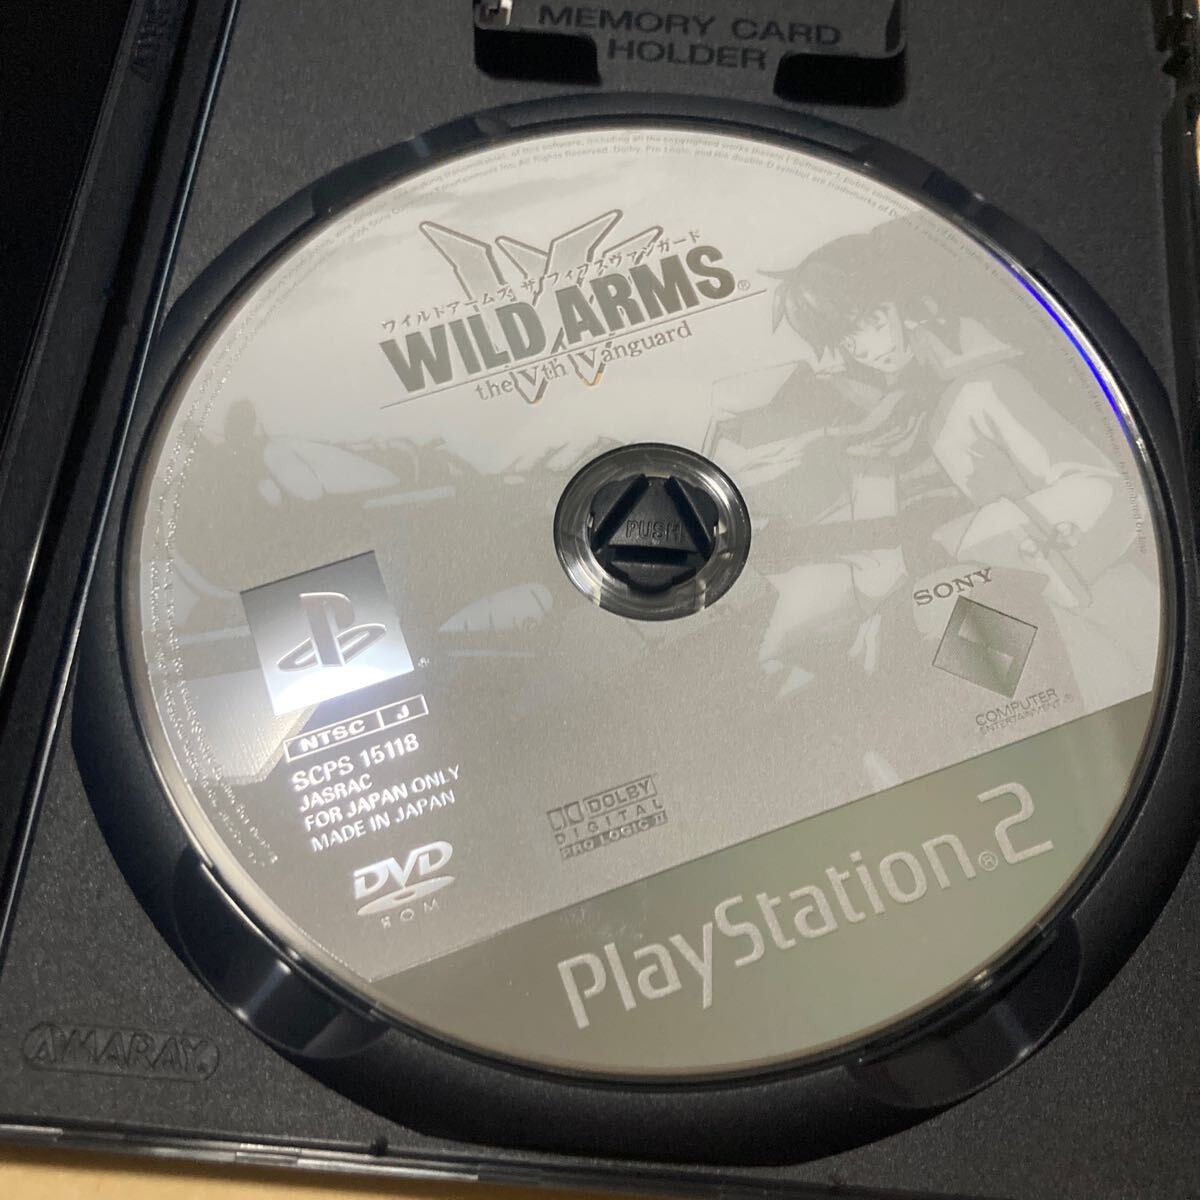 MEMORY CARD
HOLDER
ワイルドアームズ ザ フィフスヴァンガード
WILD ARMS®
the Vth Vanguard
PUSH
SONY
COMPUTER
ENTERTAINMENT®
®
NTSC J
SCPS 15118
JASRAC
FOR JAPAN ONLY
MADE IN JAPAN
DVD
ROM
DOLBY
DIGITAL
PRO LOGIC II
PlayStation®2
AMARAY